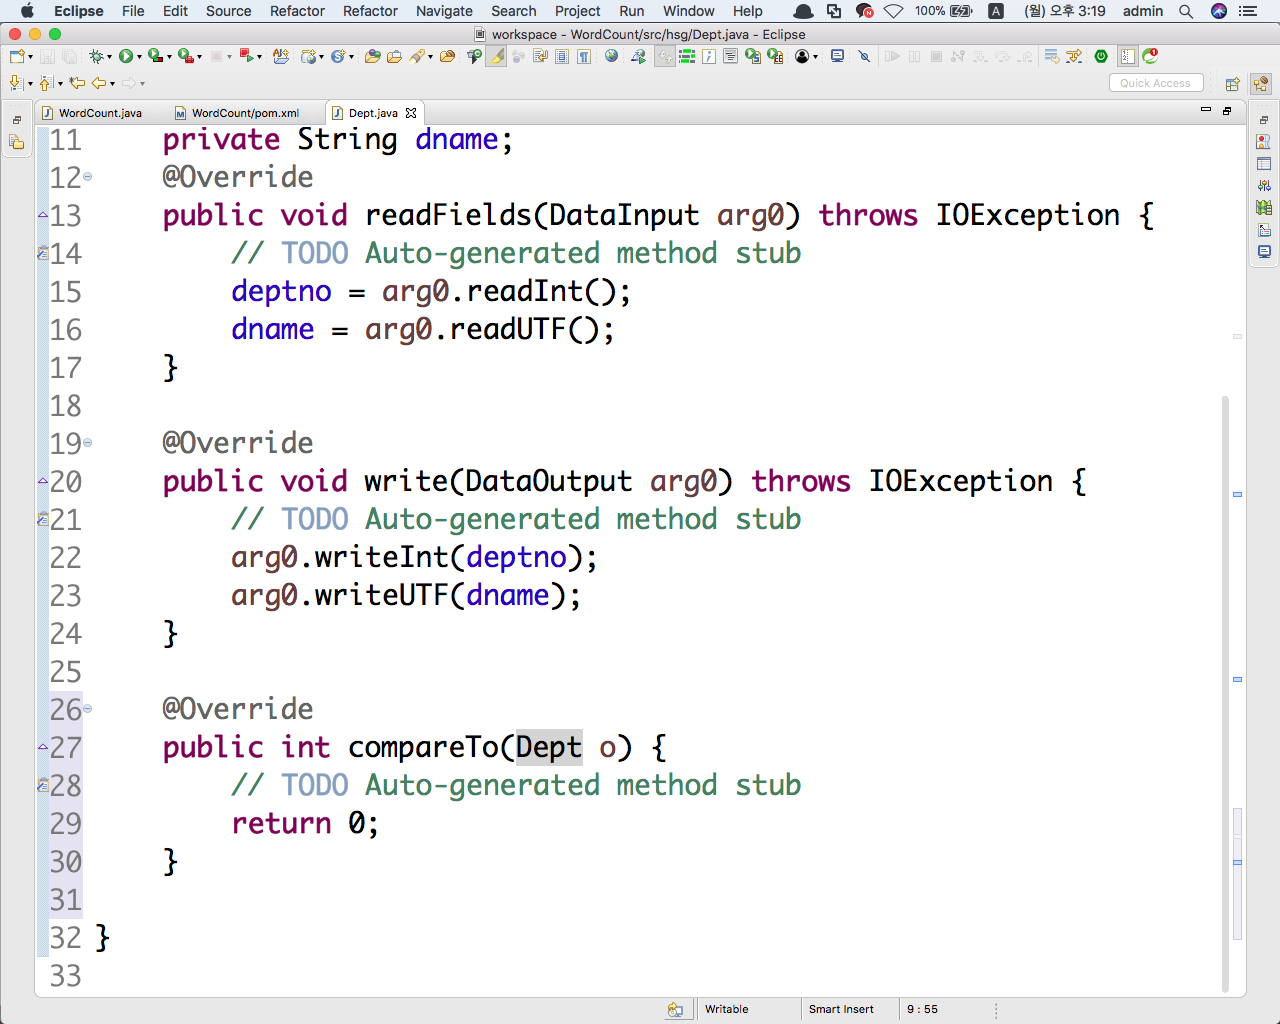 Eclipse File Edit Source Refactor Refactor Navigate Search Project Run Window Help 100% A (월) 오후 3:19 admin
workspace - WordCount/src/hsg/Dept.java - Eclipse
Quick Access
WordCount.java WordCount/pom.xml Dept.java
11 private String dname;
12 @Override
13 public void readFields(DataInput arg0) throws IOException {
14 // TODO Auto-generated method stub
15 deptno = arg0.readInt();
16 dname = arg0.readUTF();
17 }
18
19 @Override
20 public void write(DataOutput arg0) throws IOException {
21 // TODO Auto-generated method stub
22 arg0.writeInt(deptno);
23 arg0.writeUTF(dname);
24 }
25
26 @Override
27 public int compareTo(Dept o) {
28 // TODO Auto-generated method stub
29 return 0;
30 }
31
32 }
33
Writable Smart Insert 9 : 55